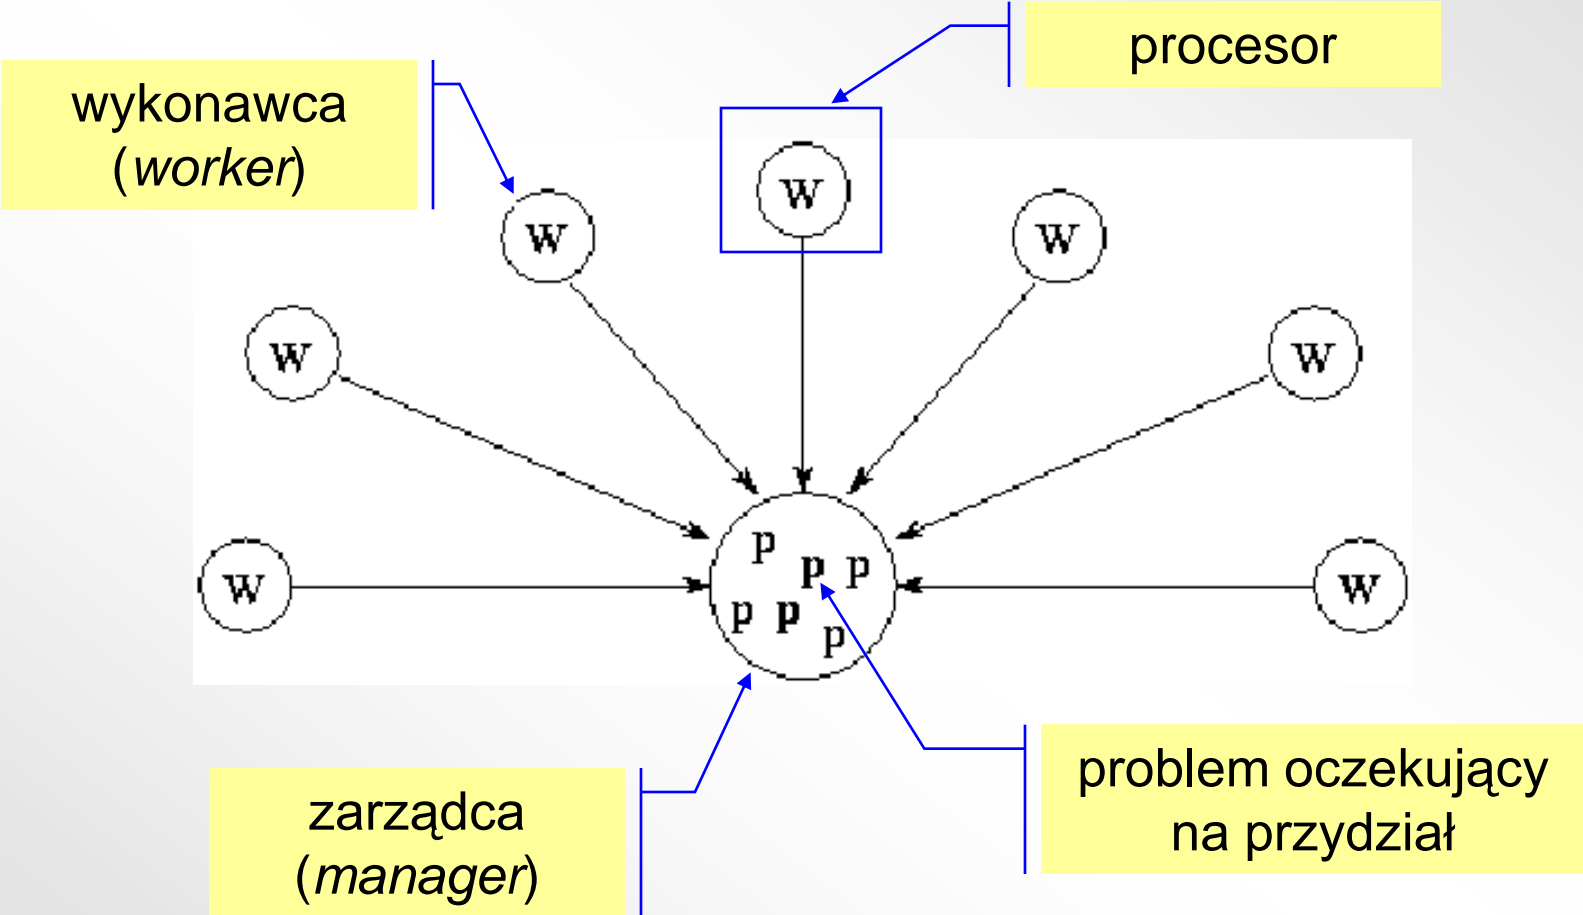 procesor
wykonawca
(worker)
W
W
W
W
W
W
W
p
p p
p p
p
problem oczekujący
na przydział
zarządca
(manager)